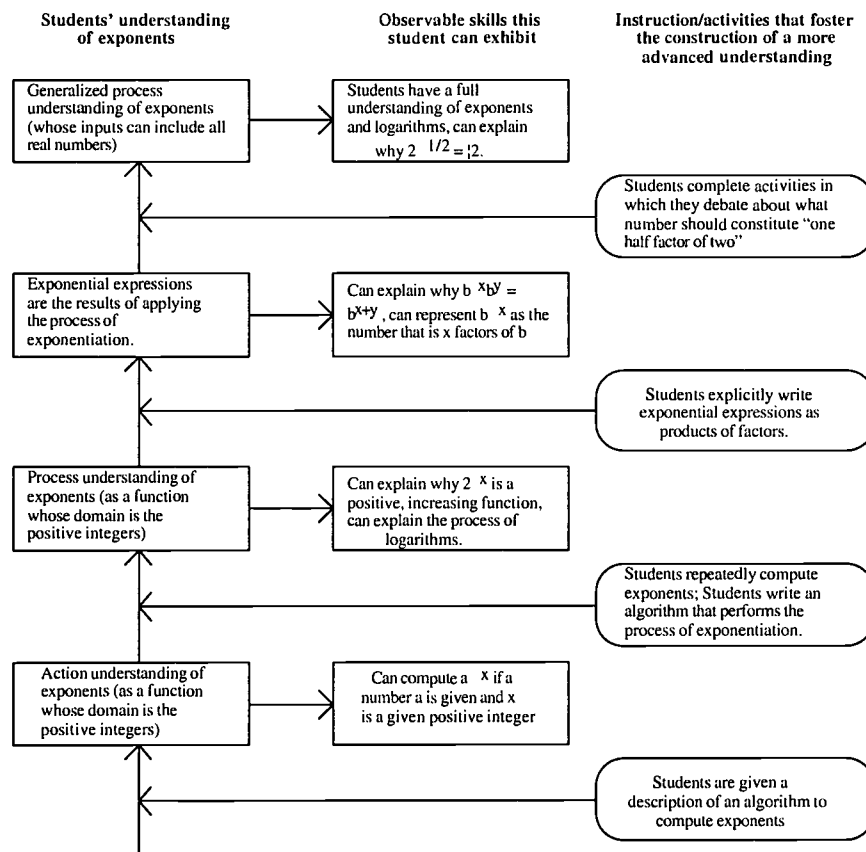 Students' understanding
of exponents
Observable skills this
student can exhibit
Instruction/activities that foster
the construction of a more
advanced understanding
Generalized process
understanding of exponents
(whose inputs can include all
real numbers)
Students have a full
understanding of exponents
and logarithms, can explain
why 2 1/2 = ¦2.
Students complete activities in
which they debate about what
number should constitute "one
half factor of two"
Exponential expressions
are the results of applying
the process of
exponentiation.
Can explain why b x b y =
b x+y , can represent b x as the
number that is x factors of b
Students explicitly write
exponential expressions as
products of factors.
Process understanding of
exponents (as a function
whose domain is the
positive integers)
Can explain why 2 x is a
positive, increasing function,
can explain the process of
logarithms.
Students repeatedly compute
exponents; Students write an
algorithm that performs the
process of exponentiation.
Action understanding of
exponents (as a function
whose domain is the
positive integers)
Can compute a x if a
number a is given and x
is a given positive integer
Students are given a
description of an algorithm to
compute exponents